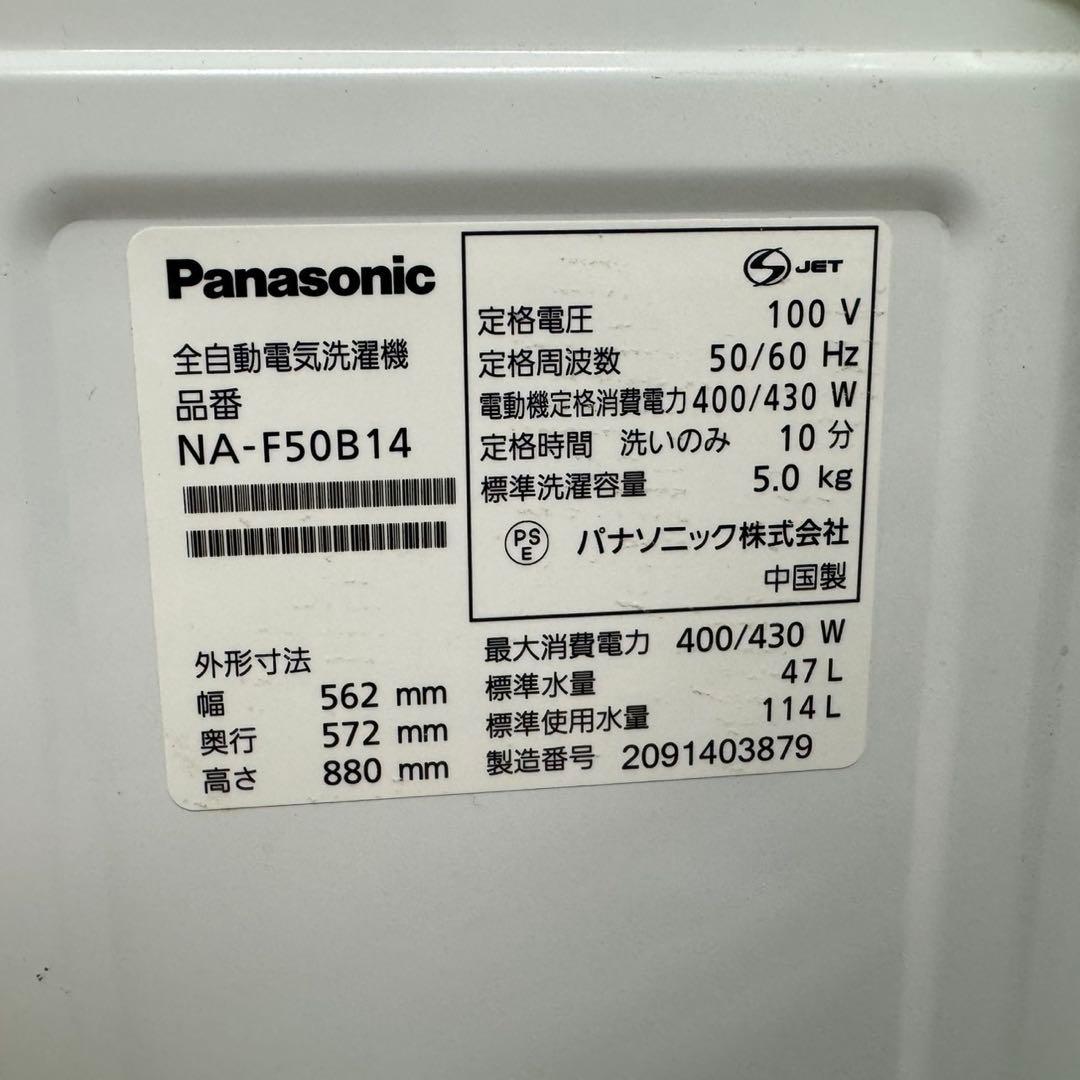 Panasonic
全自動電気洗濯機
品番
NA-F50B14
外形寸法
幅 562 mm
奥行 572 mm
高さ 880 mm
S JET
定格電圧 100 V
定格周波数 50/60 Hz
電動機定格消費電力 400/430 W
定格時間 洗いのみ 10 分
標準洗濯容量 5.0 kg
PSE パナソニック株式会社
中国製
最大消費電力 400/430 W
標準水量 47 L
標準使用水量 114 L
製造番号 2091403879